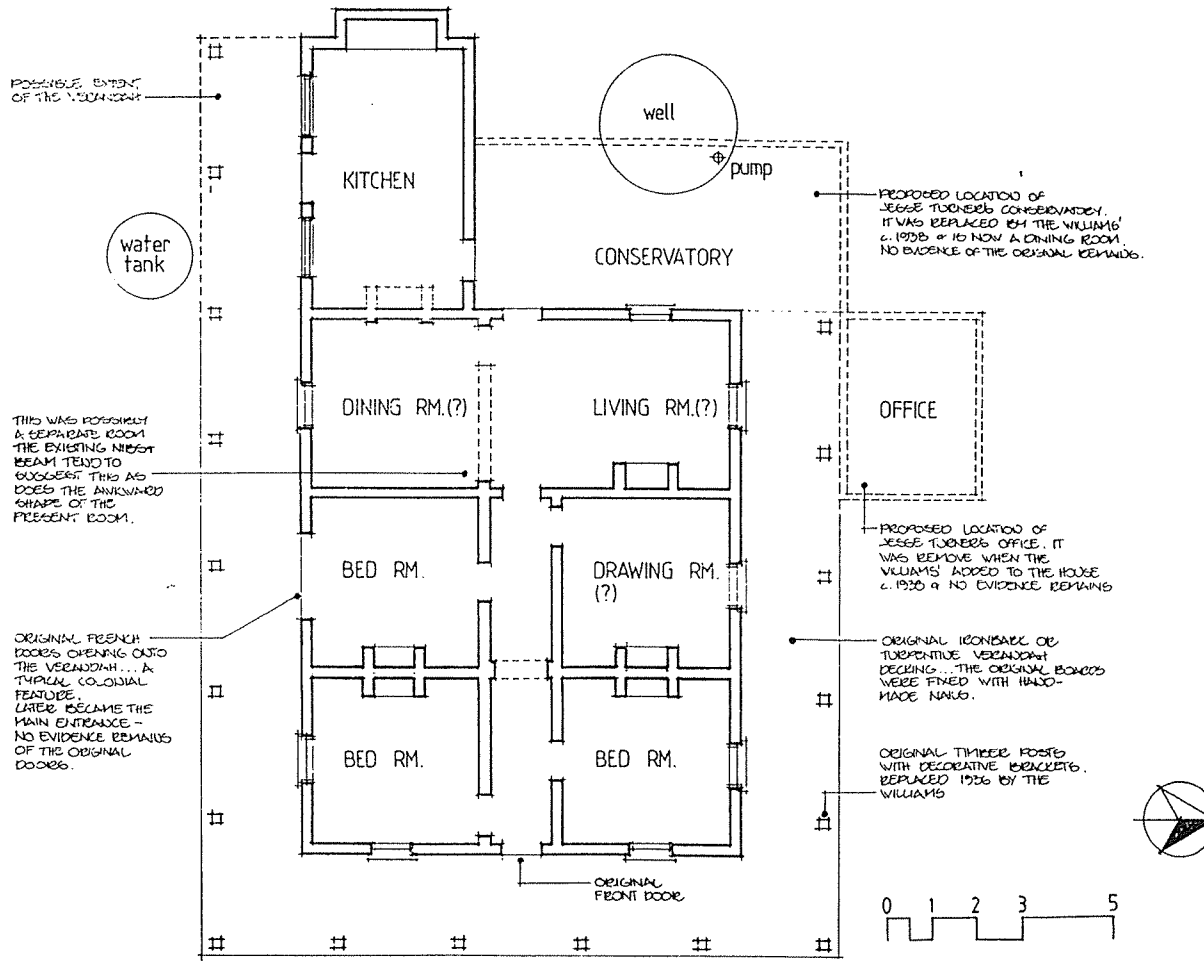 POSSIBLE EXTENT
OF THE VERANDAH
well
pump
KITCHEN
water
tank
CONSERVATORY
PROPOSED LOCATION OF
JESSE TURNER'S CONSERVATORY.
IT WAS REPLACED BY THE WILLIAMS'
c. 1938 & IS NOW A DINING ROOM.
NO EVIDENCE OF THE ORIGINAL REMAINS.
DINING RM.(?)
LIVING RM.(?)
OFFICE
THIS WAS POSSIBLY
A SEPARATE ROOM
THE EXISTING NIBS &
BEAM TEND TO
SUGGEST THIS AS
DOES THE AWKWARD
SHAPE OF THE
PRESENT ROOM.
PROPOSED LOCATION OF
JESSE TURNER'S OFFICE. IT
WAS REMOVE WHEN THE
WILLIAMS' ADDED TO THE HOUSE
c. 1938 & NO EVIDENCE REMAINS
BED RM.
DRAWING RM.
(?)
ORIGINAL FRENCH
DOORS OPENING ONTO
THE VERANDAH... A
TYPICAL COLONIAL
FEATURE.
LATER BECAME THE
MAIN ENTRANCE -
NO EVIDENCE REMAINS
OF THE ORIGINAL
DOORS.
ORIGINAL IRONBARK OR
TURPENTINE VERANDAH
DECKING... THE ORIGINAL BOARDS
WERE FIXED WITH HAND-
MADE NAILS.
BED RM.
BED RM.
ORIGINAL TIMBER POSTS
WITH DECORATIVE BRACKETS.
REPLACED 1936 BY THE
WILLIAMS
ORIGINAL
FRONT DOOR
0 1 2 3 5